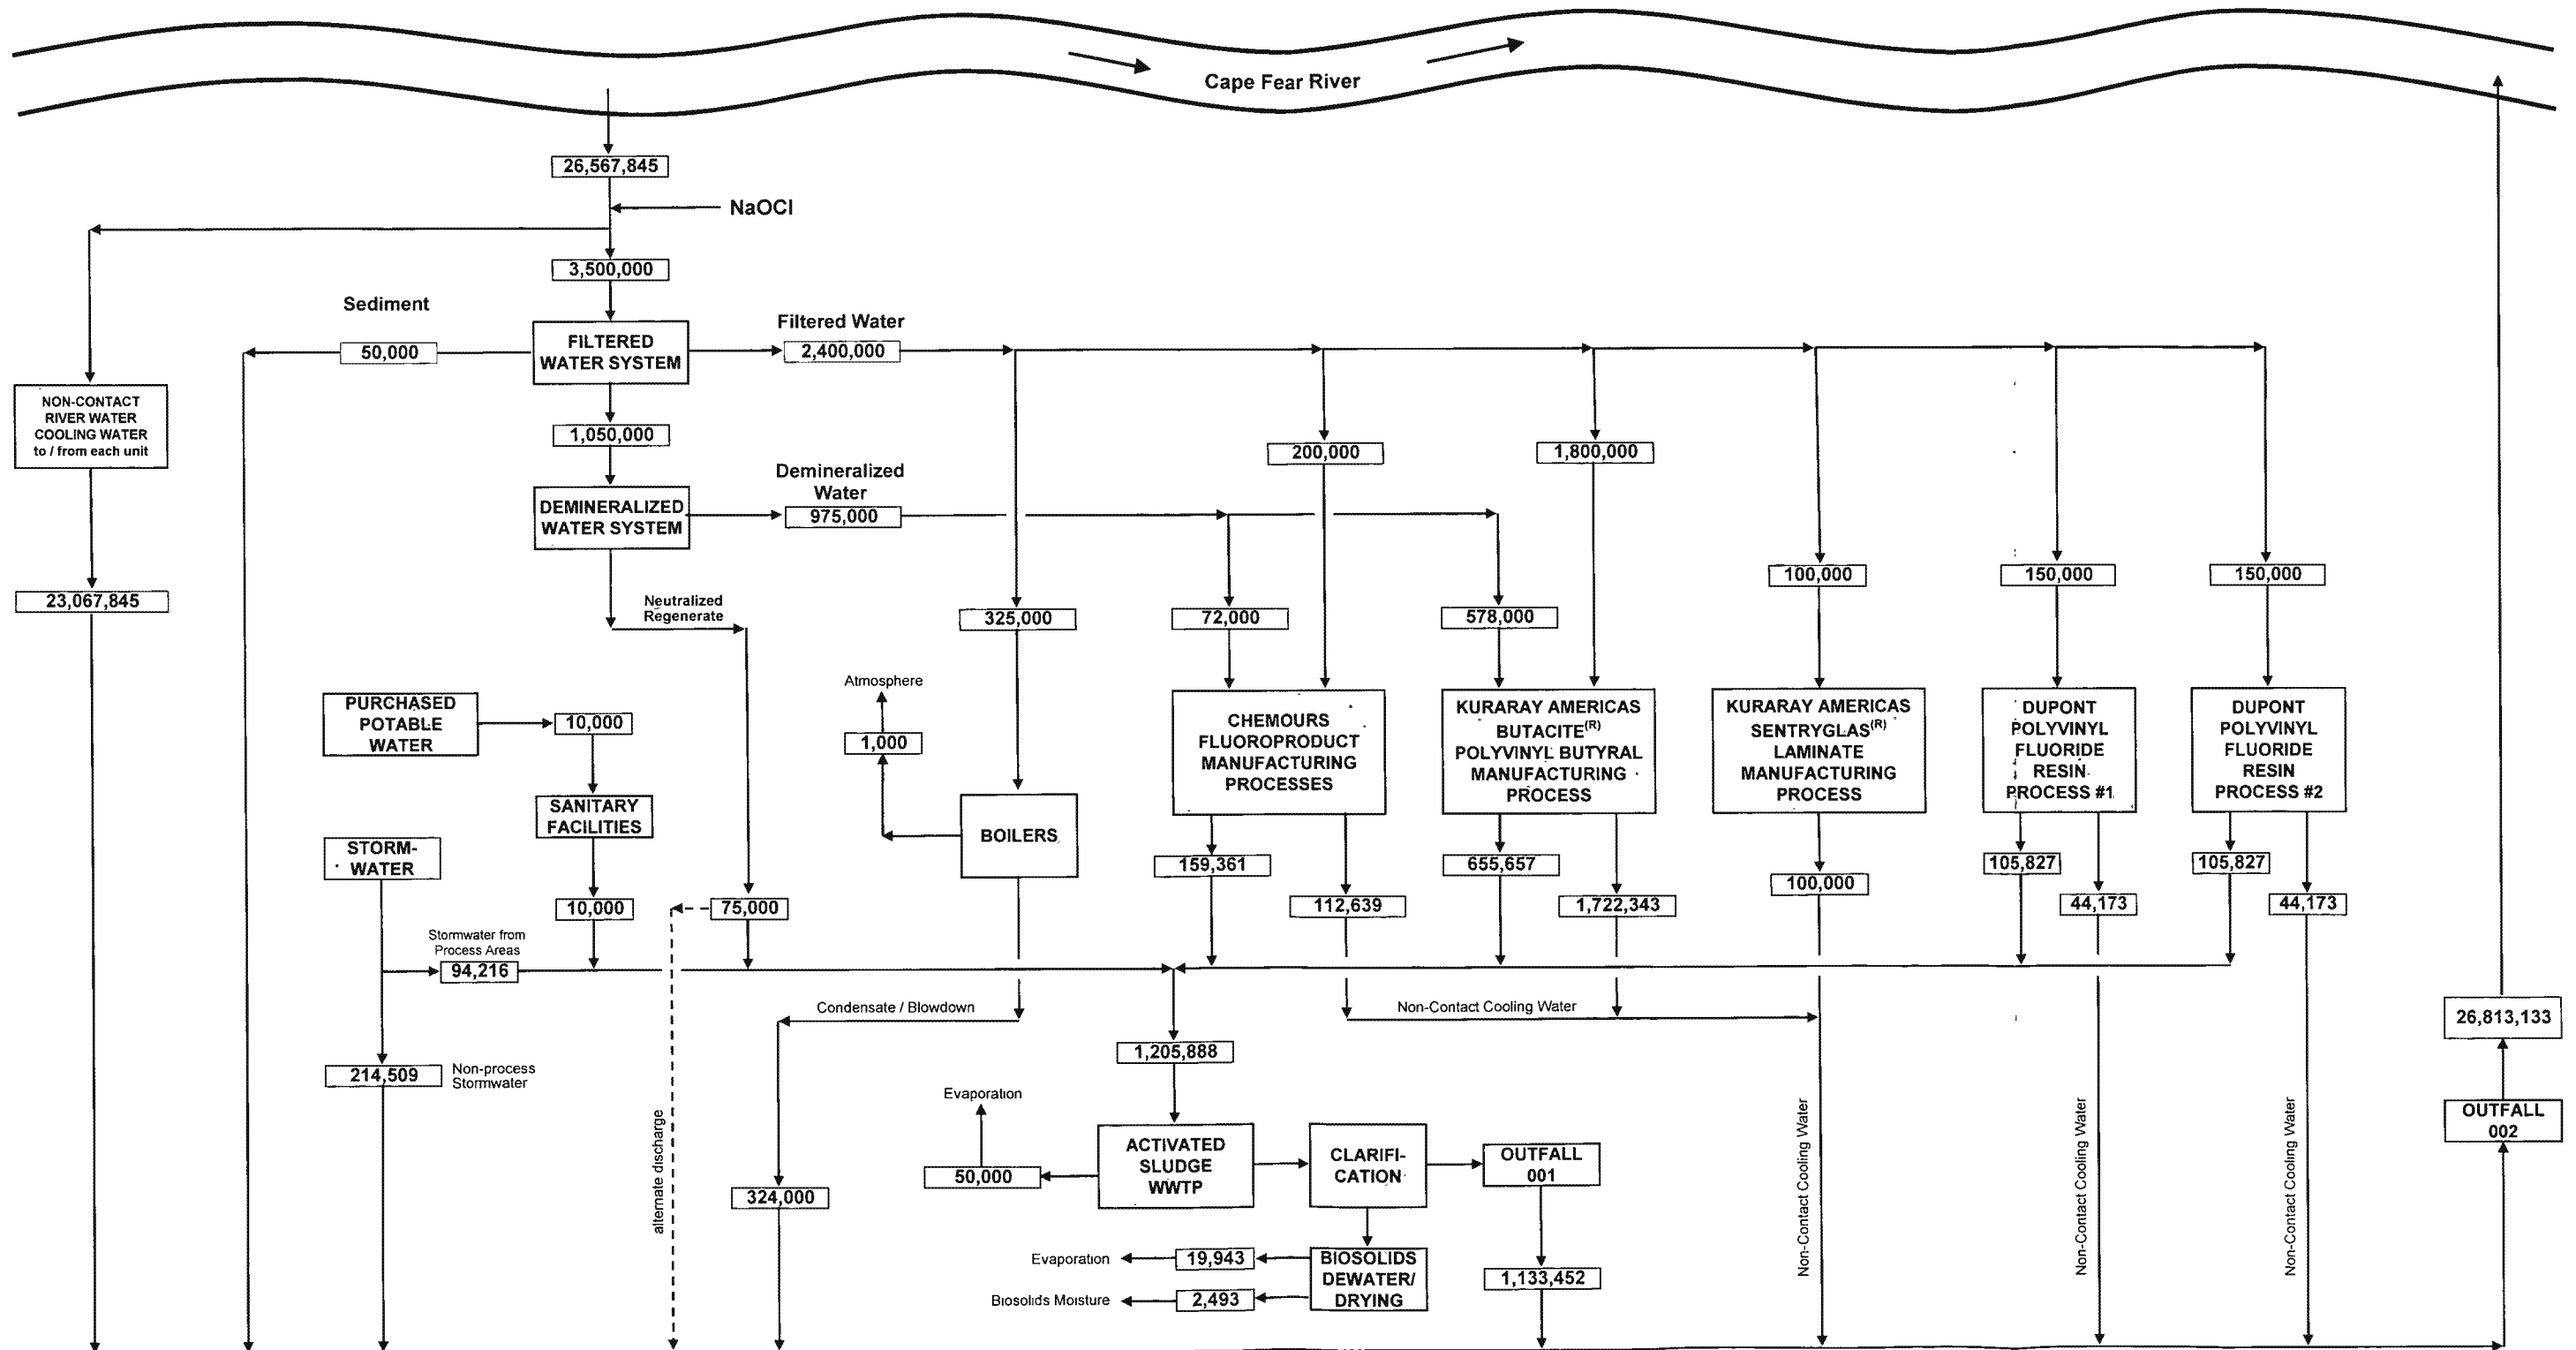 Cape Fear River
26,567,845
NaOCl
3,500,000
Sediment
Filtered Water
50,000
FILTERED
WATER SYSTEM
2,400,000
NON-CONTACT
RIVER WATER
COOLING WATER
to / from each unit
1,050,000
200,000
1,800,000
Demineralized
Water
DEMINERALIZED
WATER SYSTEM
975,000
23,067,845
Neutralized
Regenerate
325,000
72,000
578,000
100,000
150,000
150,000
Atmosphere
1,000
PURCHASED
POTABLE
WATER
10,000
SANITARY
FACILITIES
10,000
STORM-
WATER
BOILERS
CHEMOURS
FLUOROPRODUCT
MANUFACTURING
PROCESSES
KURARAY AMERICAS
BUTACITE(R)
POLYVINYL BUTYRAL
MANUFACTURING
PROCESS
KURARAY AMERICAS
SENTRYGLAS(R)
LAMINATE
MANUFACTURING
PROCESS
DUPONT
POLYVINYL
FLUORIDE
RESIN
PROCESS #1
DUPONT
POLYVINYL
FLUORIDE
RESIN
PROCESS #2
159,361
112,639
655,657
1,722,343
100,000
105,827
44,173
105,827
44,173
75,000
Stormwater from
Process Areas
94,216
Condensate / Blowdown
Non-Contact Cooling Water
1,205,888
26,813,133
214,509
Non-process
Stormwater
OUTFALL
002
alternate discharge
324,000
Evaporation
50,000
ACTIVATED
SLUDGE
WWTP
CLARIFI-
CATION
OUTFALL
001
Evaporation
19,943
BIOSOLIDS
DEWATER/
DRYING
Biosolids Moisture
2,493
1,133,452
Non-Contact Cooling Water
Non-Contact Cooling Water
Non-Contact Cooling Water